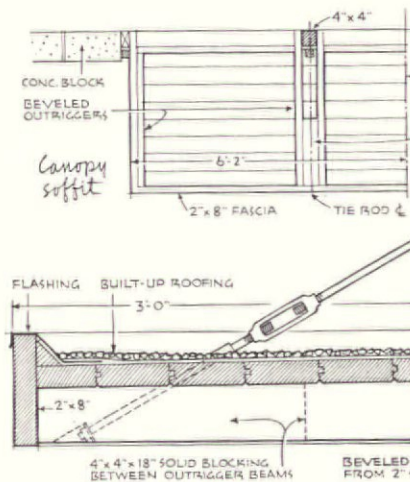 4"x 4"
CONC. BLOCK
BEVELED
OUTRIGGERS
Canopy
soffit
6'-2"
2"x 8" FASCIA
TIE ROD ℄
FLASHING
BUILT-UP ROOFING
3'-0"
2"x 8"
4"x 4"x 18" SOLID BLOCKING
BETWEEN OUTRIGGER BEAMS
BEVELED
FROM 2"